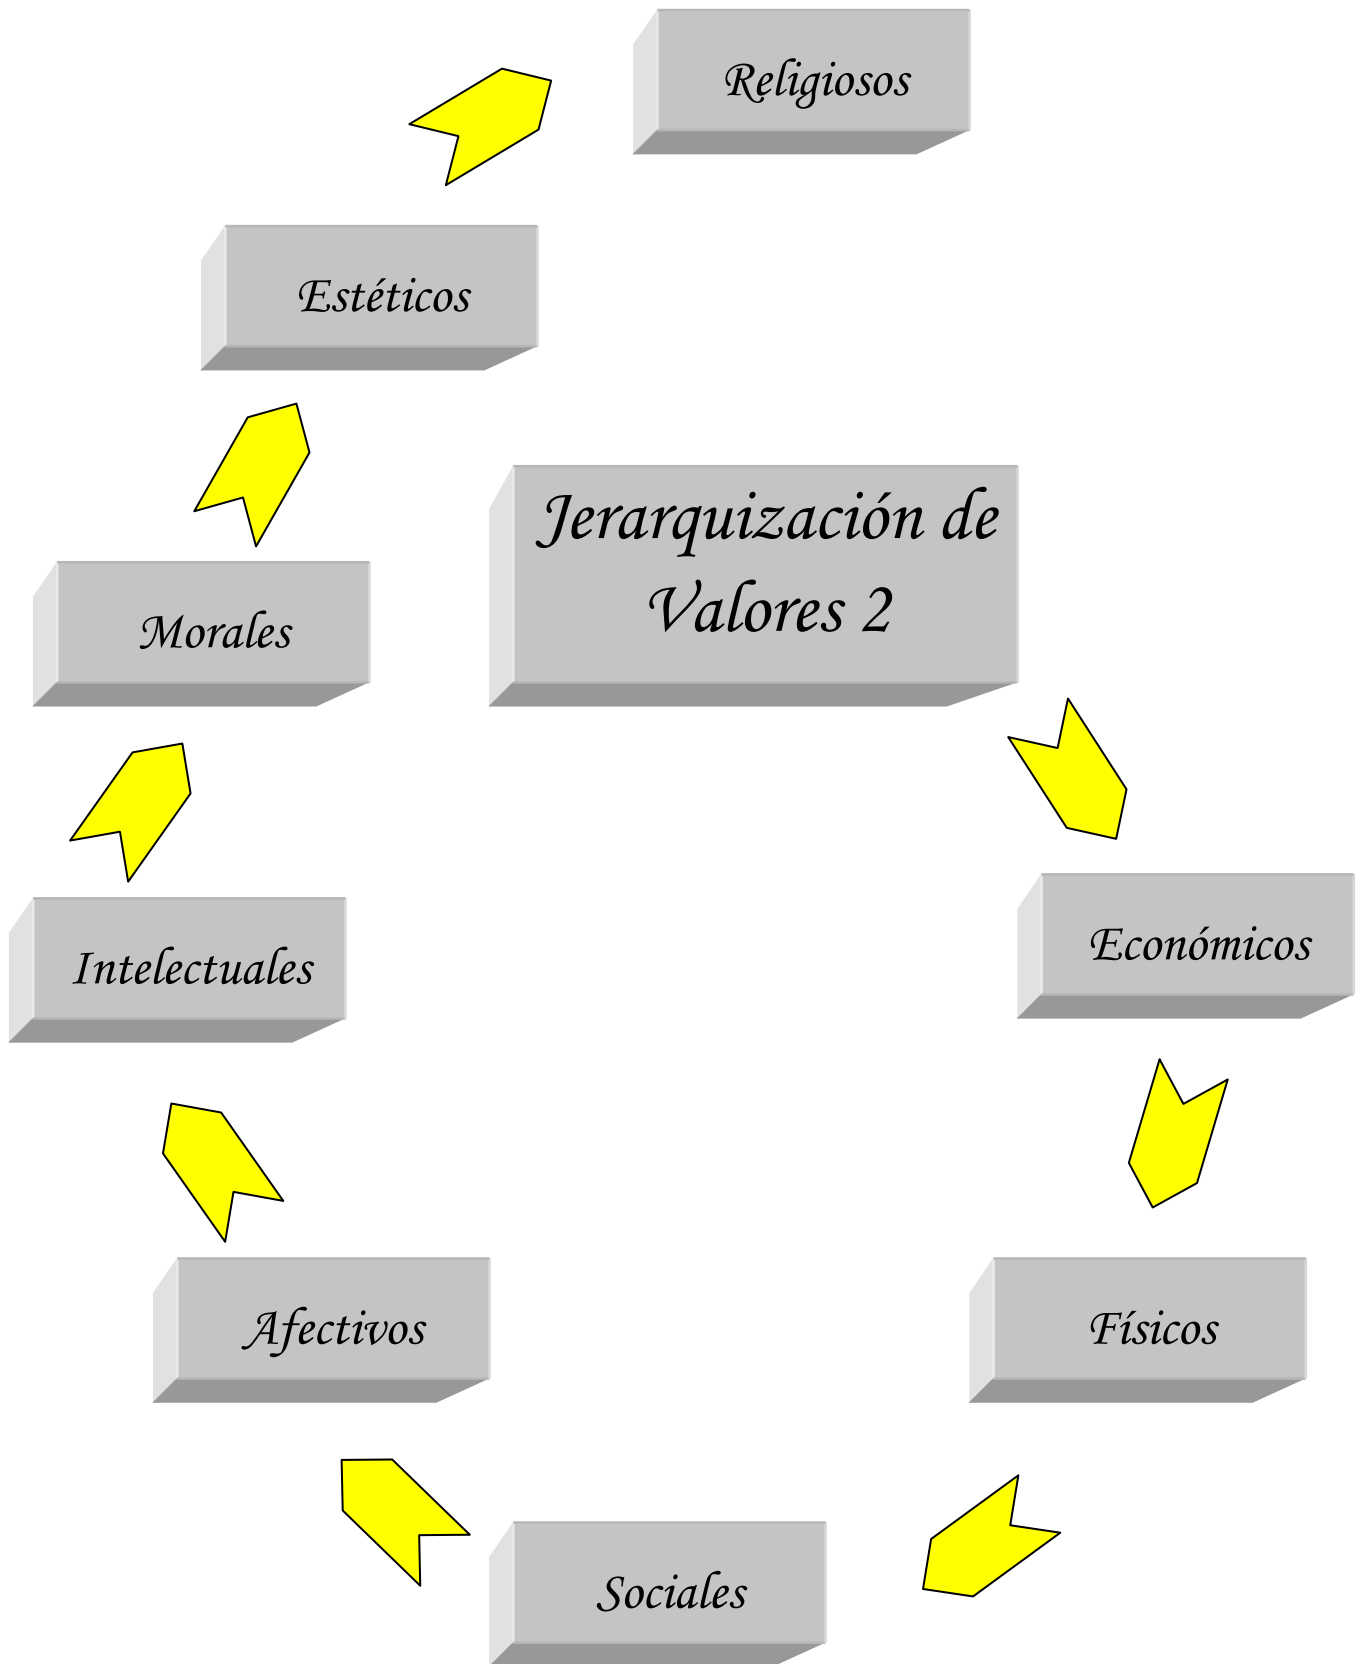 Religiosos
Estéticos
Jerarquización de
Valores 2
Morales
Económicos
Intelectuales
Físicos
Afectivos
Sociales